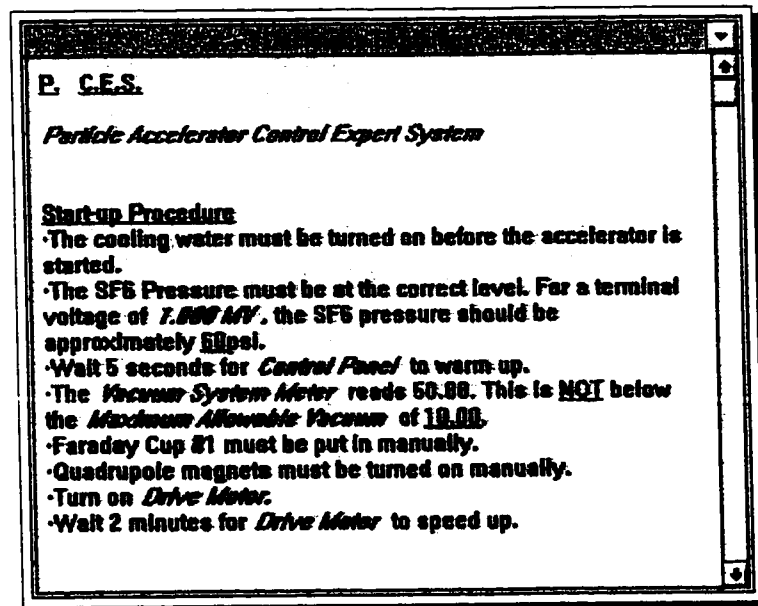 P. C.E.S.
Particle Accelerator Control Expert System
Start-up Procedure
·The cooling water must be turned on before the accelerator is
started.
·The SF6 Pressure must be at the correct level. For a terminal
voltage of MV, the SF6 pressure should be
approximately 60psi.
·Wait 5 seconds for Control Panel to warm up.
·The Vacuum System Meter reads 50.00. This is NOT below
the Maximum Allowable Vacuum of 10.00.
·Faraday Cup #1 must be put in manually.
·Quadrupole magnets must be turned on manually.
·Turn on Drive Motor.
·Wait 2 minutes for Drive Motor to speed up.